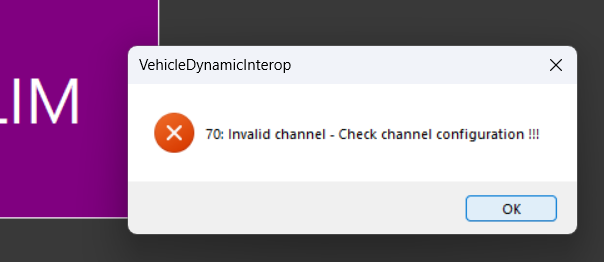 LIM
VehicleDynamicInterop
70: Invalid channel - Check channel configuration !!!
OK